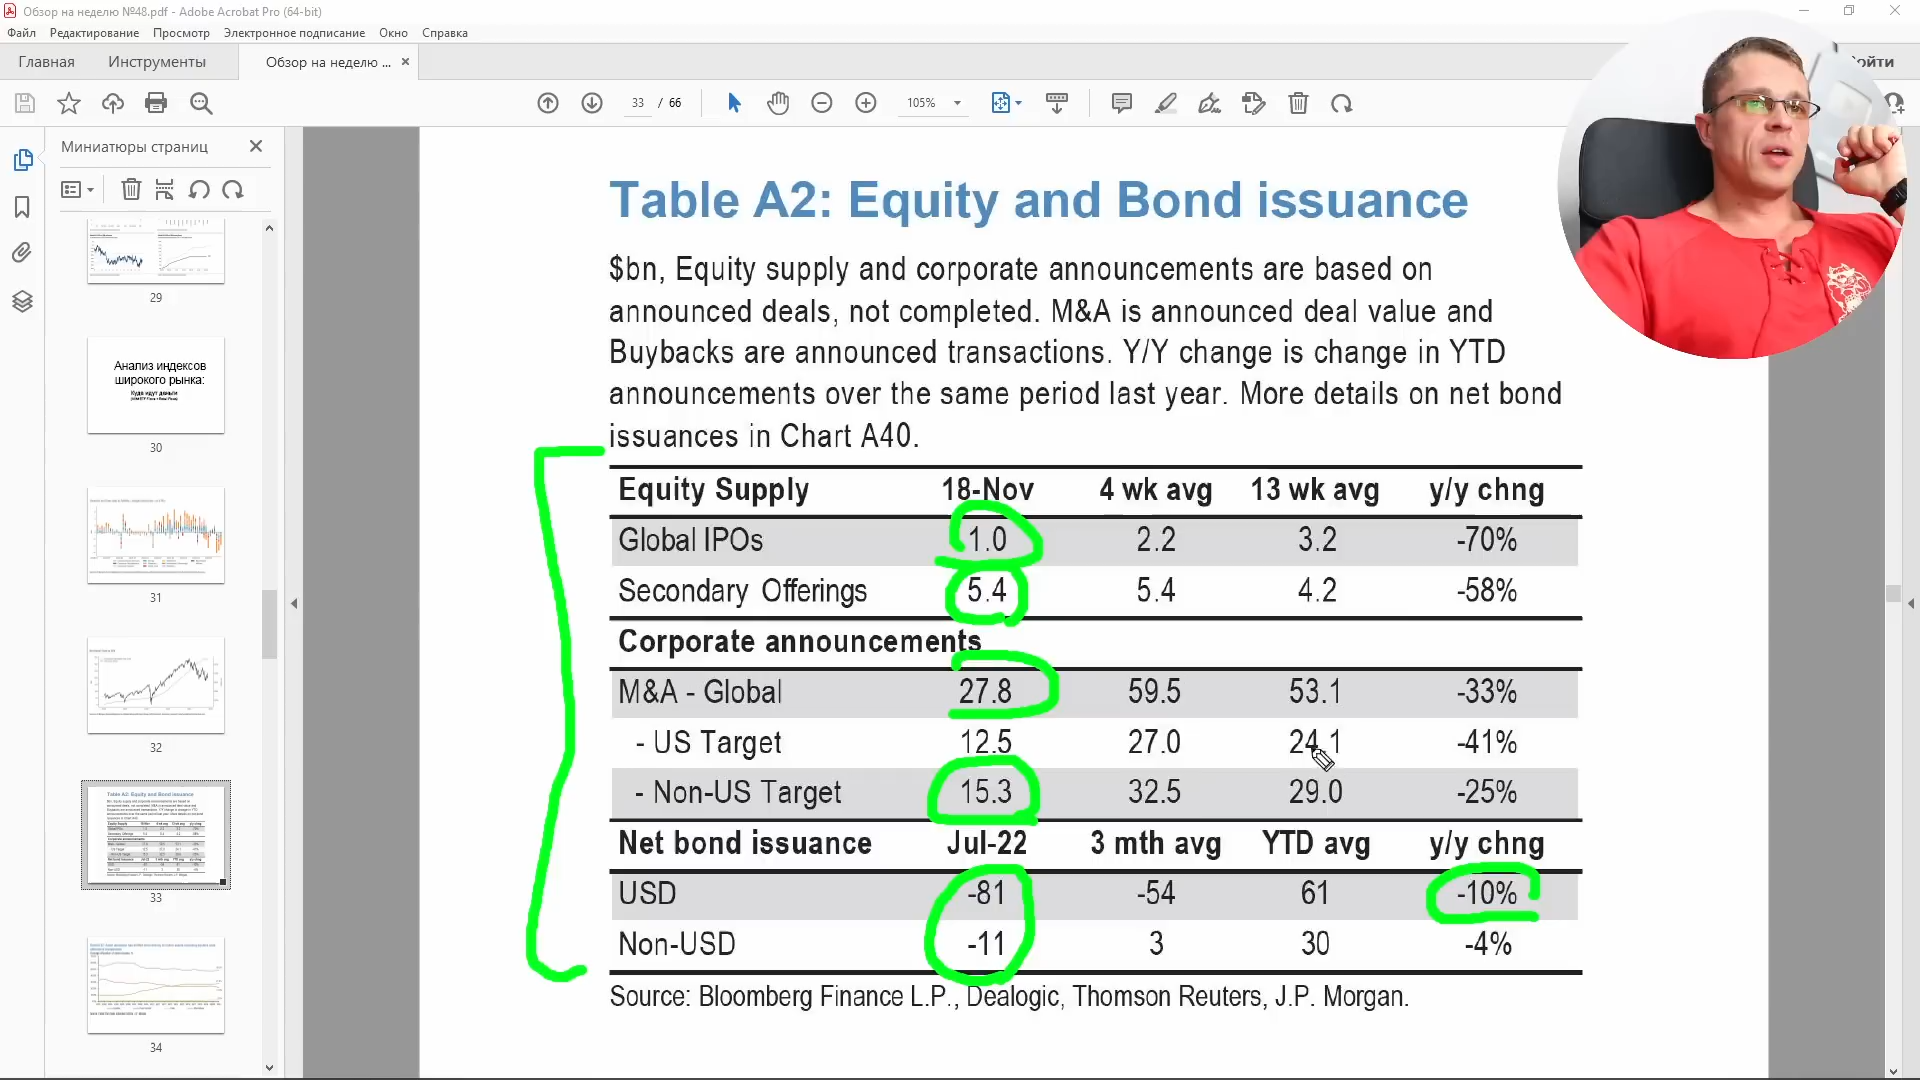 Обзор на неделю №48.pdf - Adobe Acrobat Pro (64-bit)
Файл Редактирование Просмотр Электронное подписание Окно Справка
Главная Инструменты Обзор на неделю ... ×
33 / 66 105%
Миниатюры страниц
29
Анализ индексов
широкого рынка:
Куда идут деньги
30
31
32
33
34
Table A2: Equity and Bond issuance
$bn, Equity supply and corporate announcements are based on
announced deals, not completed. M&A is announced deal value and
Buybacks are announced transactions. Y/Y change is change in YTD
announcements over the same period last year. More details on net bond
issuances in Chart A40.
Equity Supply 18-Nov 4 wk avg 13 wk avg y/y chng
Global IPOs 1.0 2.2 3.2 -70%
Secondary Offerings 5.4 5.4 4.2 -58%
Corporate announcements
M&A - Global 27.8 59.5 53.1 -33%
- US Target 12.5 27.0 24.1 -41%
- Non-US Target 15.3 32.5 29.0 -25%
Net bond issuance Jul-22 3 mth avg YTD avg y/y chng
USD -81 -54 61 -10%
Non-USD -11 3 30 -4%
Source: Bloomberg Finance L.P., Dealogic, Thomson Reuters, J.P. Morgan.